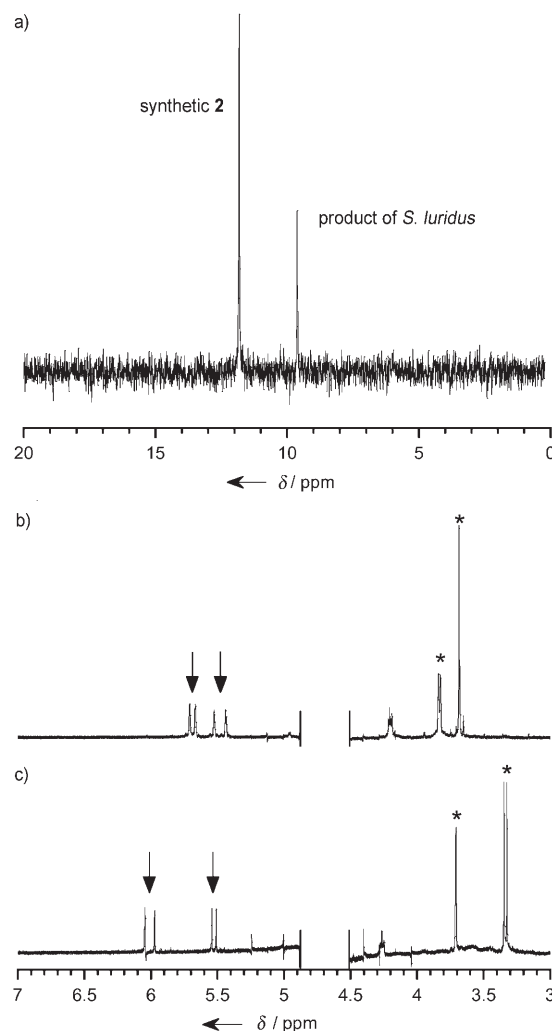 a)
synthetic 2
product of S. luridus
20 15 10 5 0
δ / ppm
b)
* *
c)
* *
7 6.5 6 5.5 5 4.5 4 3.5 3
δ / ppm